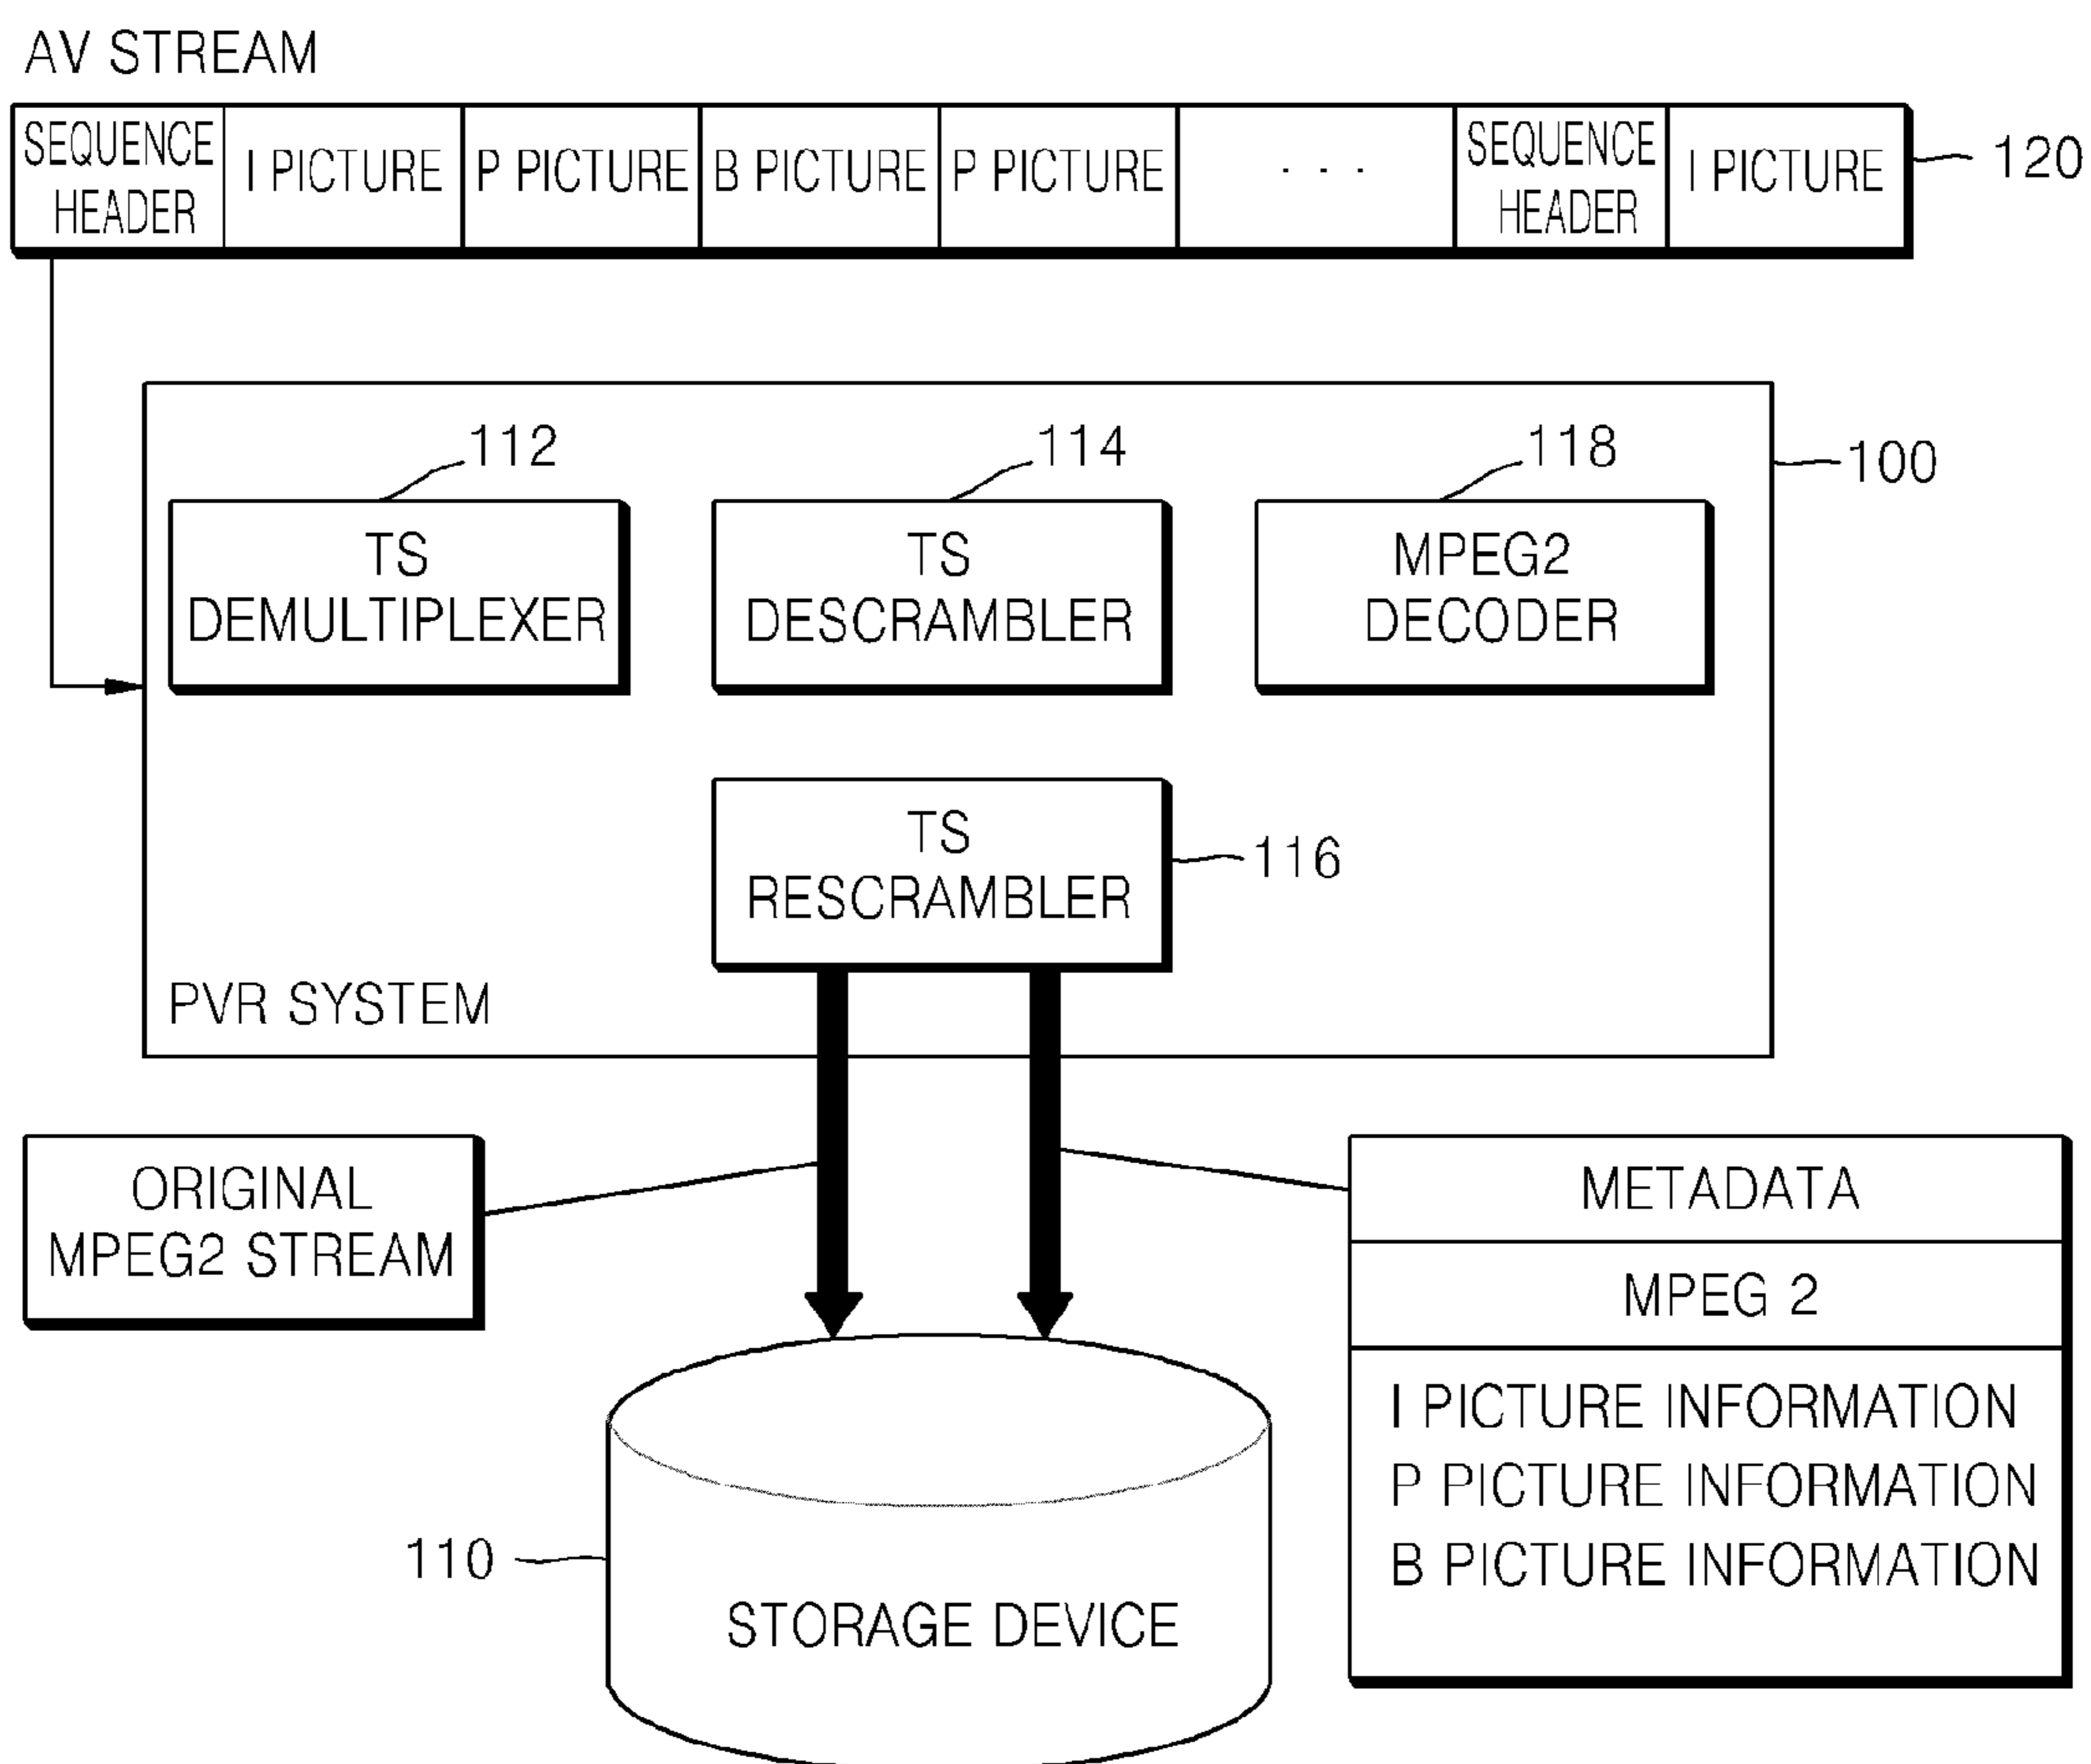 AV STREAM
SEQUENCE
HEADER
I PICTURE
P PICTURE
B PICTURE
P PICTURE
. . .
SEQUENCE
HEADER
I PICTURE
120
112
114
118
100
TS
DEMULTIPLEXER
TS
DESCRAMBLER
MPEG2
DECODER
TS
RESCRAMBLER
116
PVR SYSTEM
ORIGINAL
MPEG2 STREAM
METADATA
MPEG 2
I PICTURE INFORMATION
P PICTURE INFORMATION
B PICTURE INFORMATION
110
STORAGE DEVICE